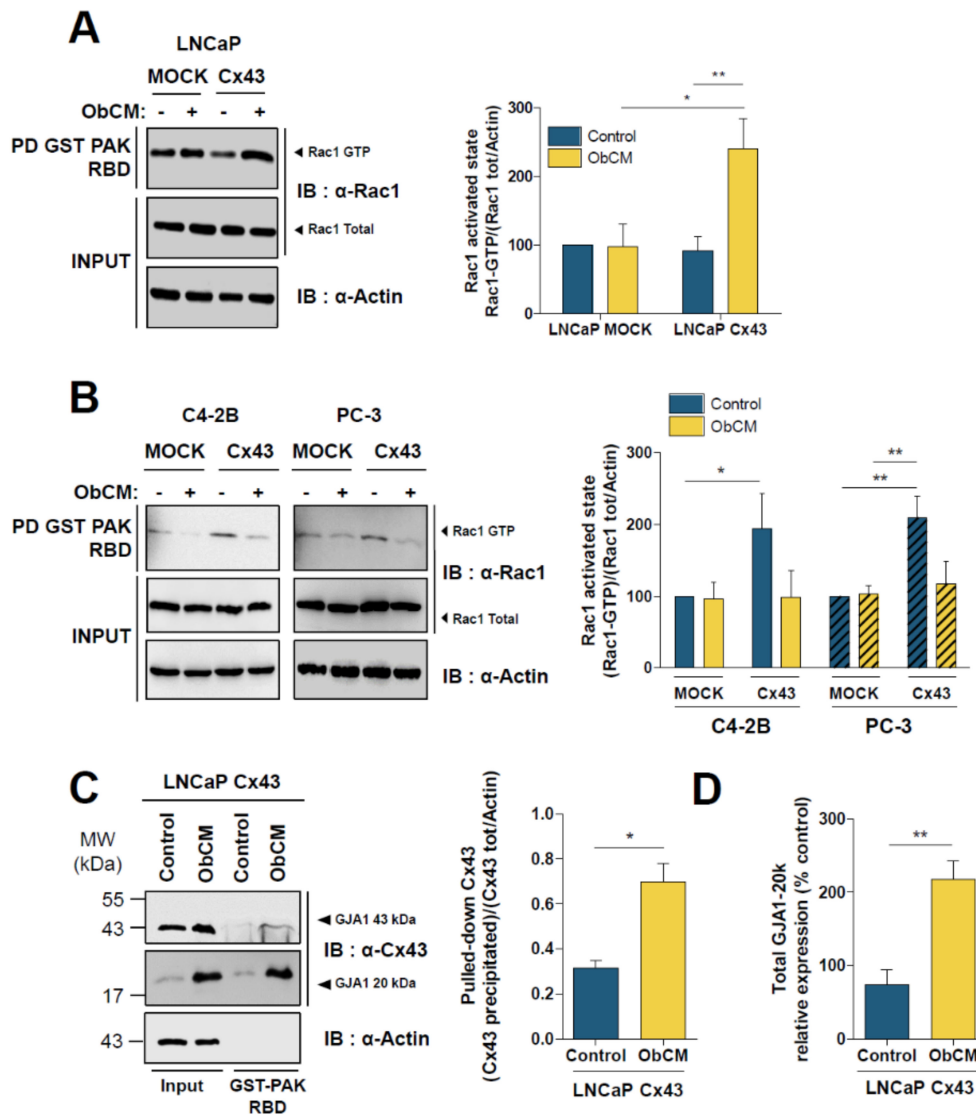 A
LNCaP
MOCK Cx43
ObCM: - + - +
PD GST PAK
RBD
Rac1 GTP
IB : α-Rac1
Rac1 Total
INPUT
IB : α-Actin
Rac1 activated state
Rac1-GTP/(Rac1 tot/Actin)
300
200
100
0
**
*
Control
ObCM
LNCaP MOCK LNCaP Cx43
B
C4-2B PC-3
MOCK Cx43 MOCK Cx43
ObCM: - + - + - + - +
PD GST PAK
RBD
Rac1 GTP
IB : α-Rac1
Rac1 Total
INPUT
IB : α-Actin
Control
ObCM
Rac1 activated state
(Rac1-GTP)/(Rac1 tot/Actin)
300
200
100
0
*
**
**
MOCK Cx43 MOCK Cx43
C4-2B PC-3
C
LNCaP Cx43
MW
(kDa)
Control ObCM Control ObCM
55
43
17
43
GJA1 43 kDa
IB : α-Cx43
GJA1 20 kDa
IB : α-Actin
Input GST-PAK
RBD
Pulled-down Cx43
(Cx43 precipitated)/(Cx43 tot/Actin)
1.0
0.8
0.6
0.4
0.2
0.0
*
Control ObCM
LNCaP Cx43
D
Total GJA1-20k
relative expression (% control)
300
200
100
0
**
Control ObCM
LNCaP Cx43